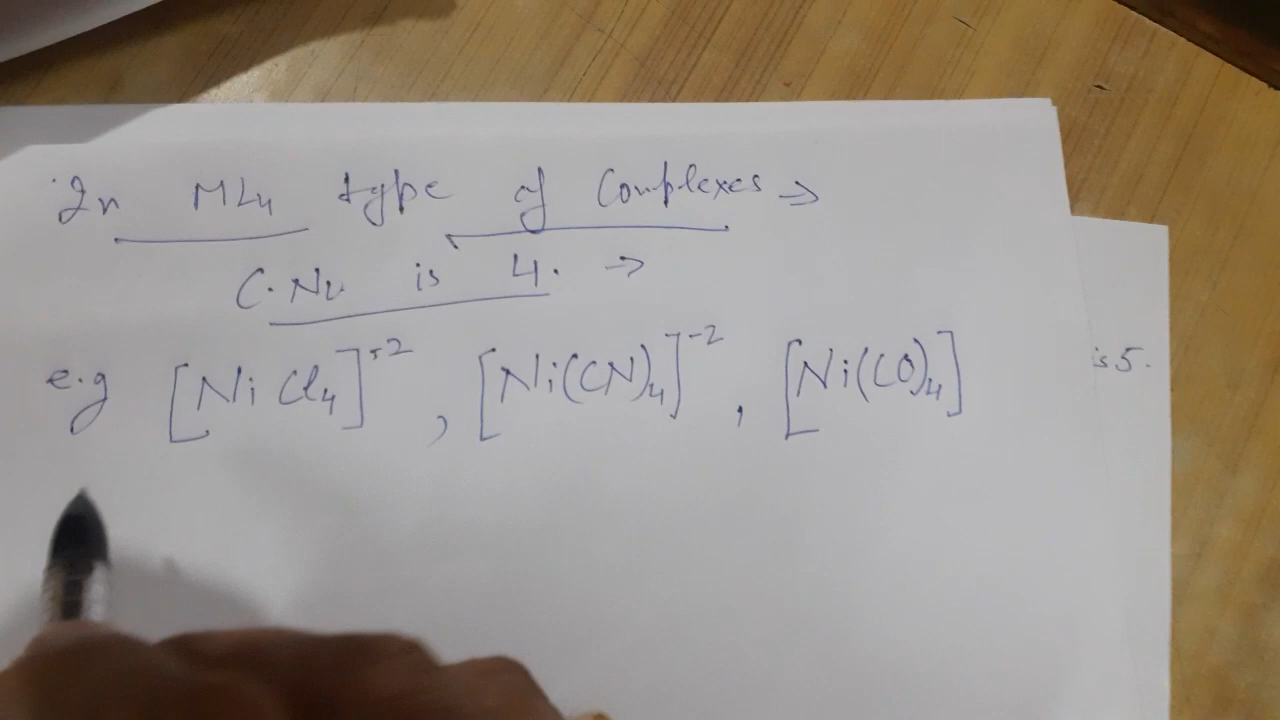 In ML4 type of Complexes →
C.No is 4. →
e.g [NiCl4]-2, [Ni(CN)4]-2, [Ni(CO)4]
is 5.